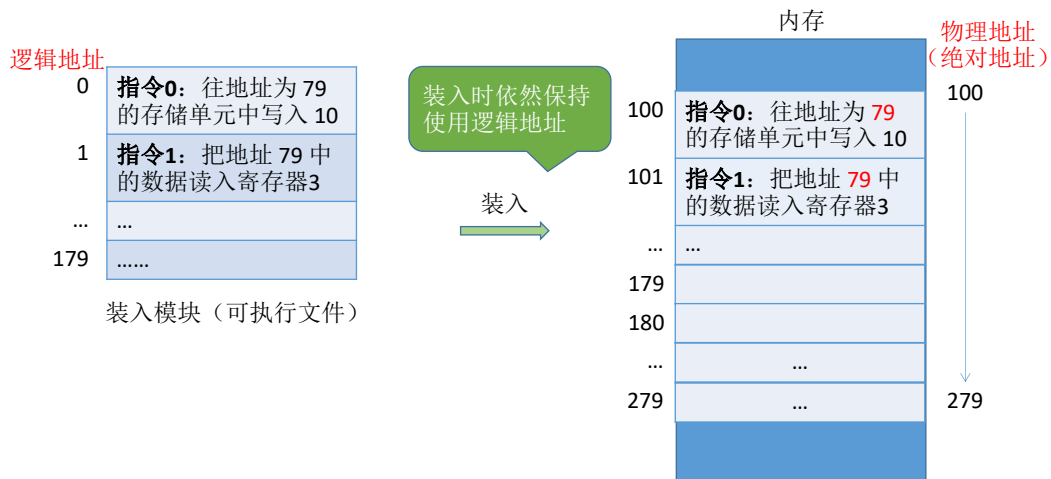 逻辑地址
0
指令0：往地址为 79
的存储单元中写入 10
1
指令1：把地址 79 中
的数据读入寄存器3
...
...
179
......
装入模块（可执行文件）
装入时依然保持
使用逻辑地址
装入
内存
物理地址
（绝对地址）
100
指令0：往地址为 79
的存储单元中写入 10
100
101
指令1：把地址 79 中
的数据读入寄存器3
...
...
179
180
...
...
279
...
279